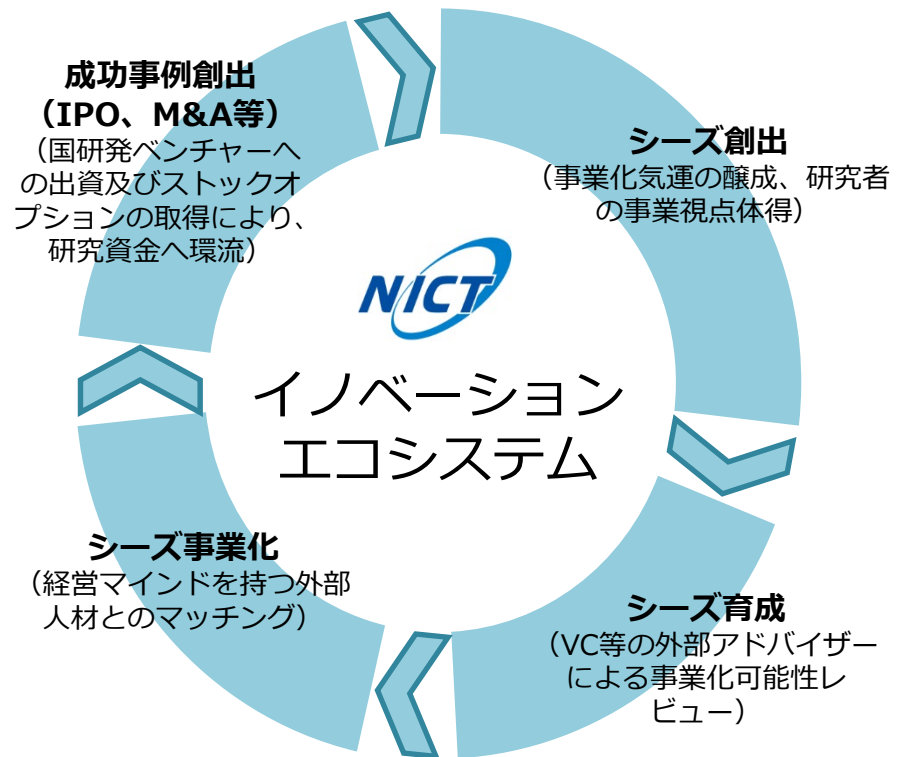 成功事例創出
（IPO、M&A等）
（国研発ベンチャーへ
の出資及びストックオ
プションの取得により、
研究資金へ環流）
シーズ創出
（事業化気運の醸成、研究者
の事業視点体得）
NICT
イノベーション
エコシステム
シーズ事業化
（経営マインドを持つ外部
人材とのマッチング）
シーズ育成
（VC等の外部アドバイザー
による事業化可能性レ
ビュー）